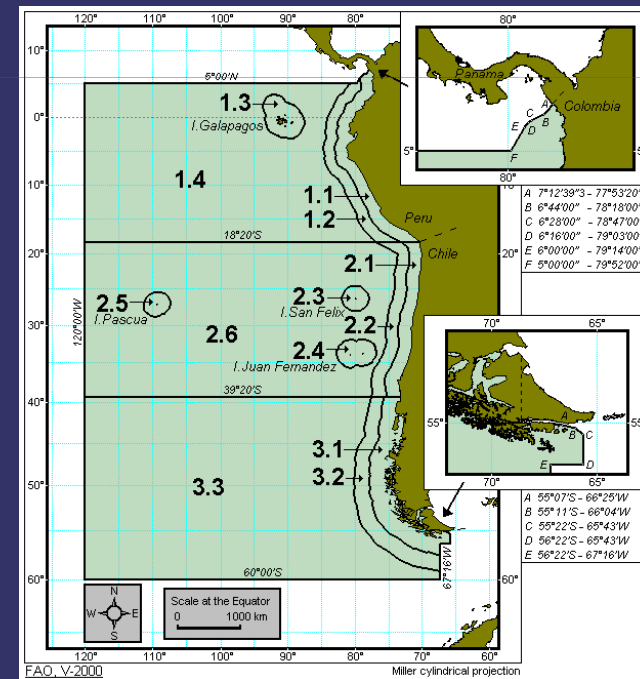 120° 110° 100° 90° 80°
10°
5°00'N
1.3
0°
I.Galapagos
1.4
10°
1.1
1.2
Peru
18°20'S
20°
20°
Chile
2.1
2.5
2.3
I.Pascua
I.San Felix
120°00'W
30°
2.6
2.2
2.4
I.Juan Fernandez
39°20'S
40°
3.1
3.2
3.3
50°
60°00'S
60°
60°
67°16'W
N
W E
S
Scale at the Equator
0 1000 km
120° 110° 100° 90° 80° 70° 60° 50°
FAO, V-2000
Miller cylindrical projection
80°
Panama
Colombia
A
B
C
D
E
F
5°
5
80°
A 7°12'39"3 - 77°53'20"
B 6°44'00" - 78°18'00"
C 6°28'00" - 78°47'00"
D 6°16'00" - 79°03'00"
E 6°00'00" - 79°14'00"
F 5°00'00" - 79°52'00"
70° 65°
A
B
C
D
E
55°
55
70° 65°
A 55°07'S - 66°25'W
B 55°11'S - 66°04'W
C 55°22'S - 65°43'W
D 56°22'S - 65°43'W
E 56°22'S - 67°16'W